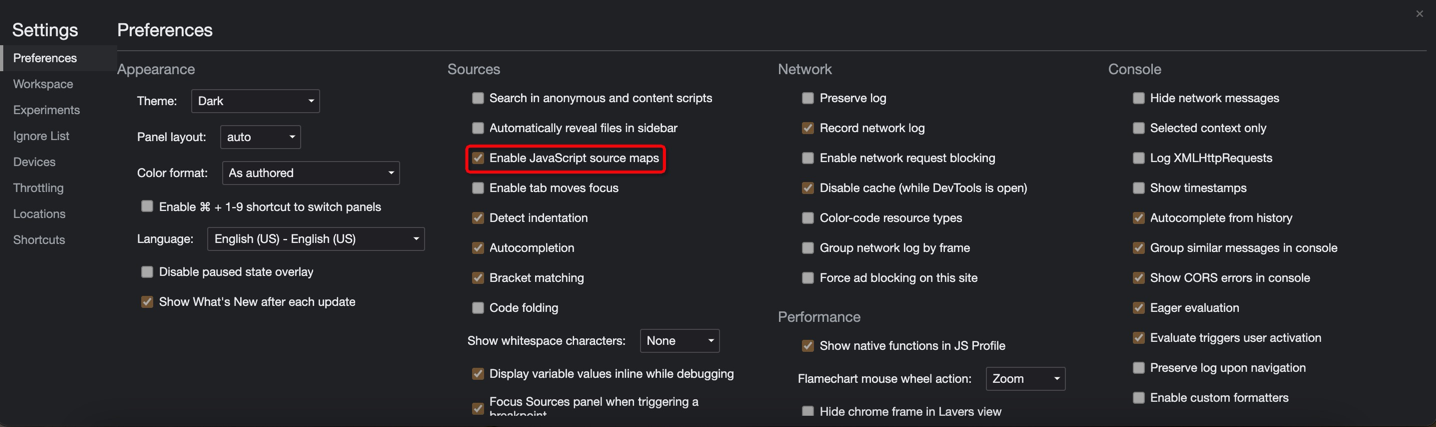 Settings
Preferences
Workspace
Experiments
Ignore List
Devices
Throttling
Locations
Shortcuts
Preferences
Appearance
Theme: Dark
Panel layout: auto
Color format: As authored
Enable ⌘ + 1-9 shortcut to switch panels
Language: English (US) - English (US)
Disable paused state overlay
Show What's New after each update
Sources
Search in anonymous and content scripts
Automatically reveal files in sidebar
Enable JavaScript source maps
Enable tab moves focus
Detect indentation
Autocompletion
Bracket matching
Code folding
Show whitespace characters: None
Display variable values inline while debugging
Focus Sources panel when triggering a
breakpoint
Network
Preserve log
Record network log
Enable network request blocking
Disable cache (while DevTools is open)
Color-code resource types
Group network log by frame
Force ad blocking on this site
Performance
Show native functions in JS Profile
Flamechart mouse wheel action: Zoom
Hide chrome frame in Layers view
Console
Hide network messages
Selected context only
Log XMLHttpRequests
Show timestamps
Autocomplete from history
Group similar messages in console
Show CORS errors in console
Eager evaluation
Evaluate triggers user activation
Preserve log upon navigation
Enable custom formatters